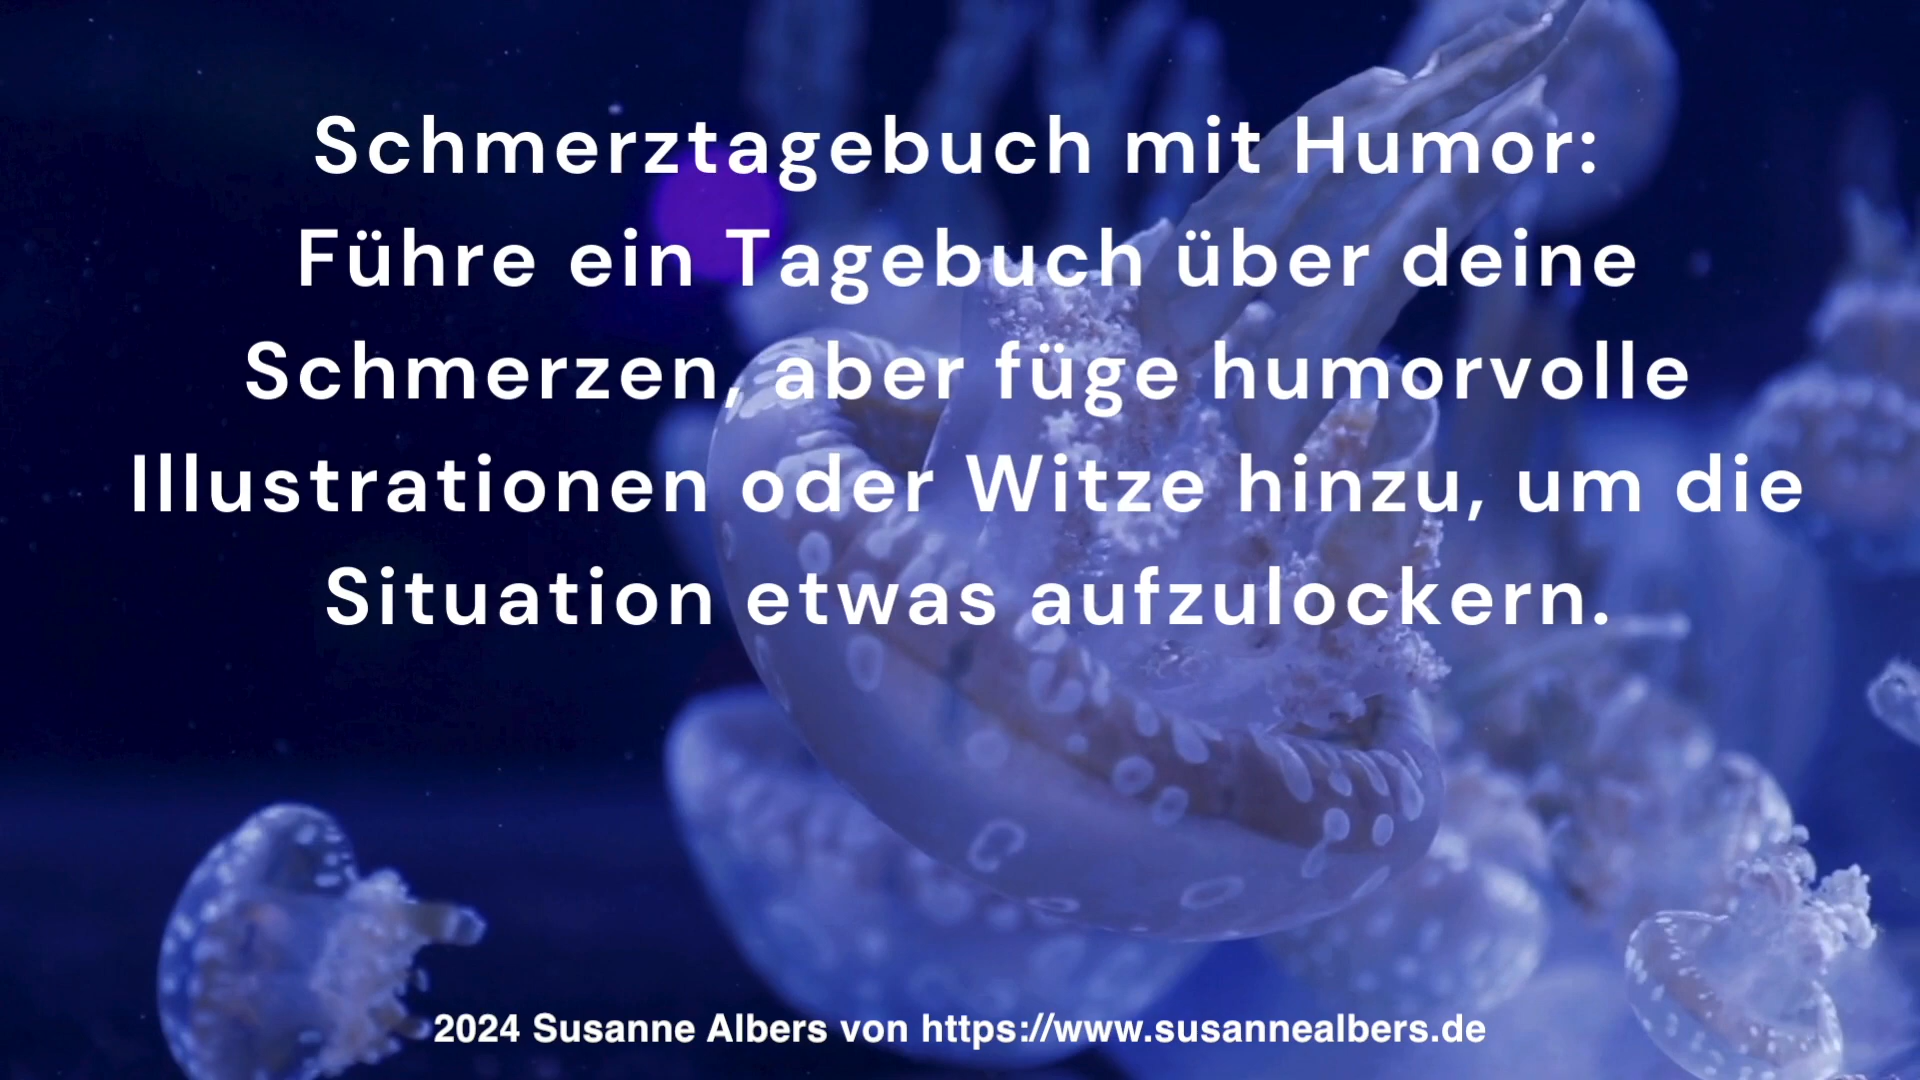 Schmerztagebuch mit Humor:
Führe ein Tagebuch über deine
Schmerzen, aber füge humorvolle
Illustrationen oder Witze hinzu, um die
Situation etwas aufzulockern.
2024 Susanne Albers von https://www.susannealbers.de